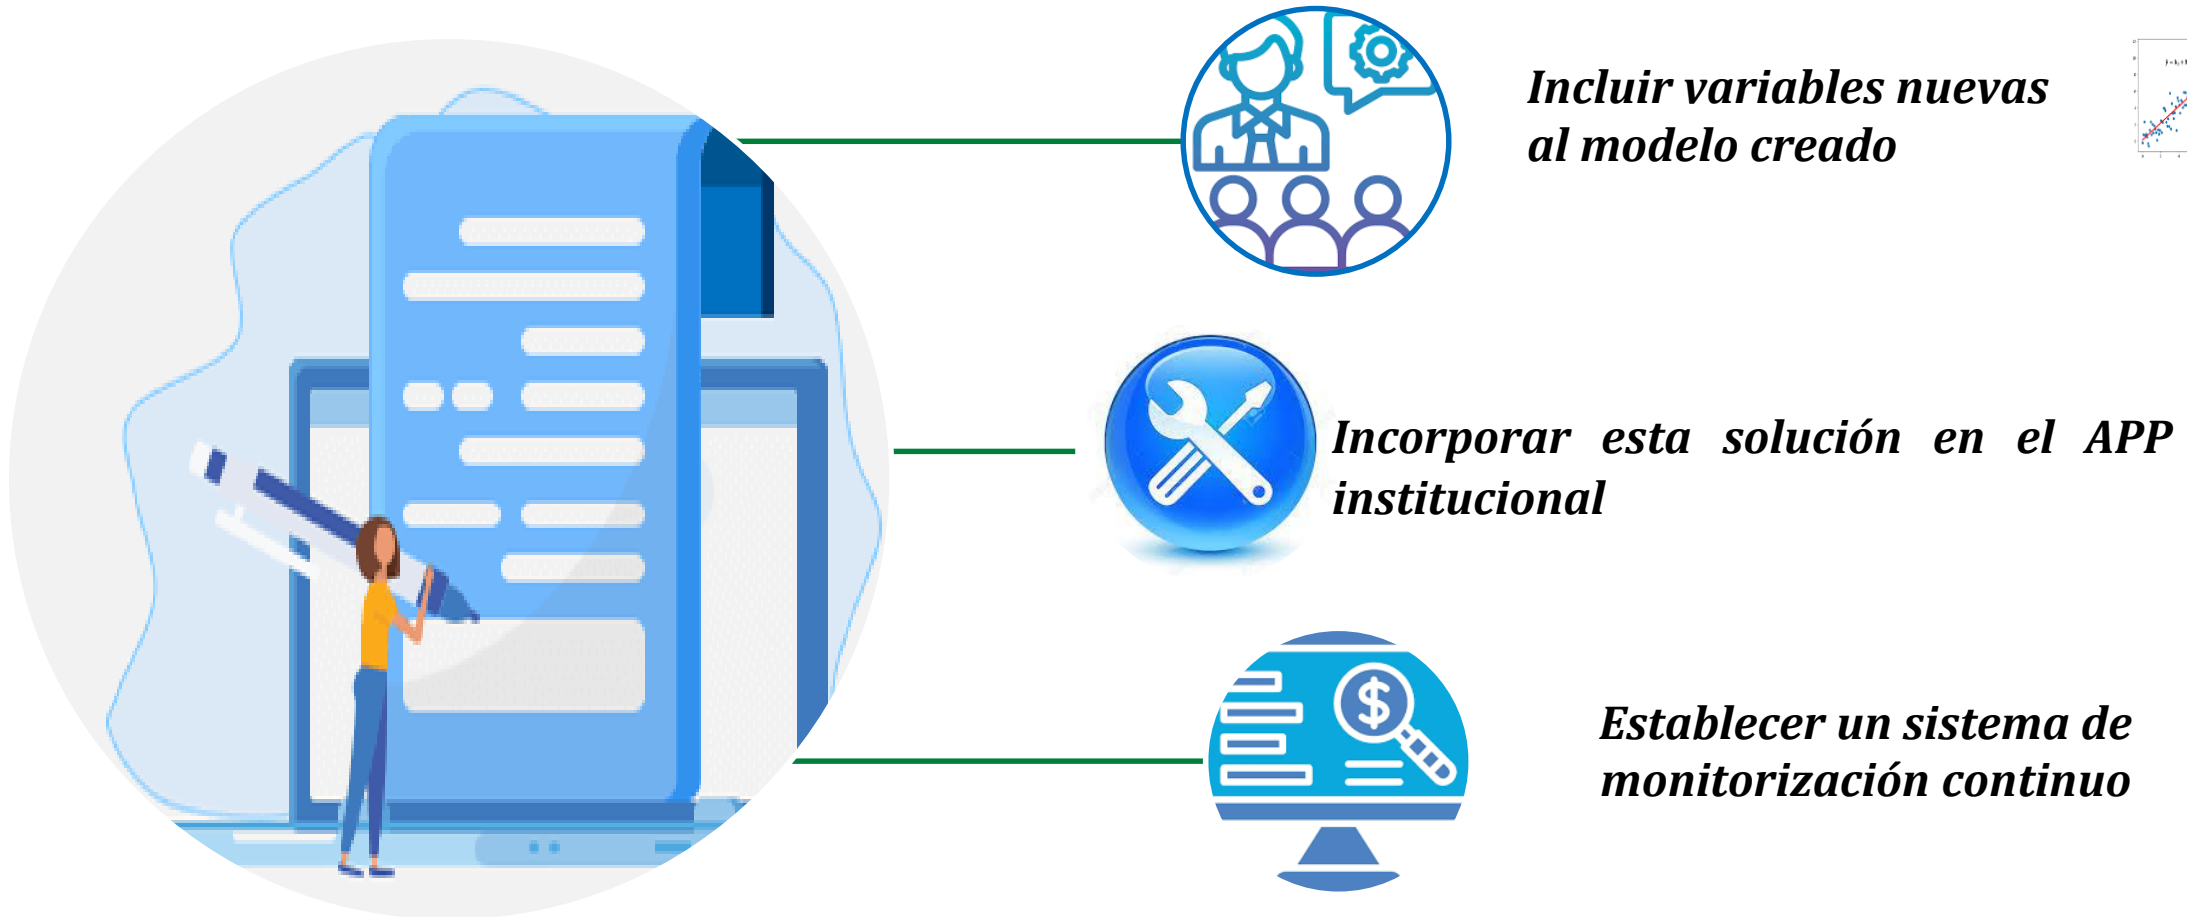 Incluir variables nuevas
al modelo creado
Incorporar esta solución en el APP
institucional
Establecer un sistema de
monitorización continuo